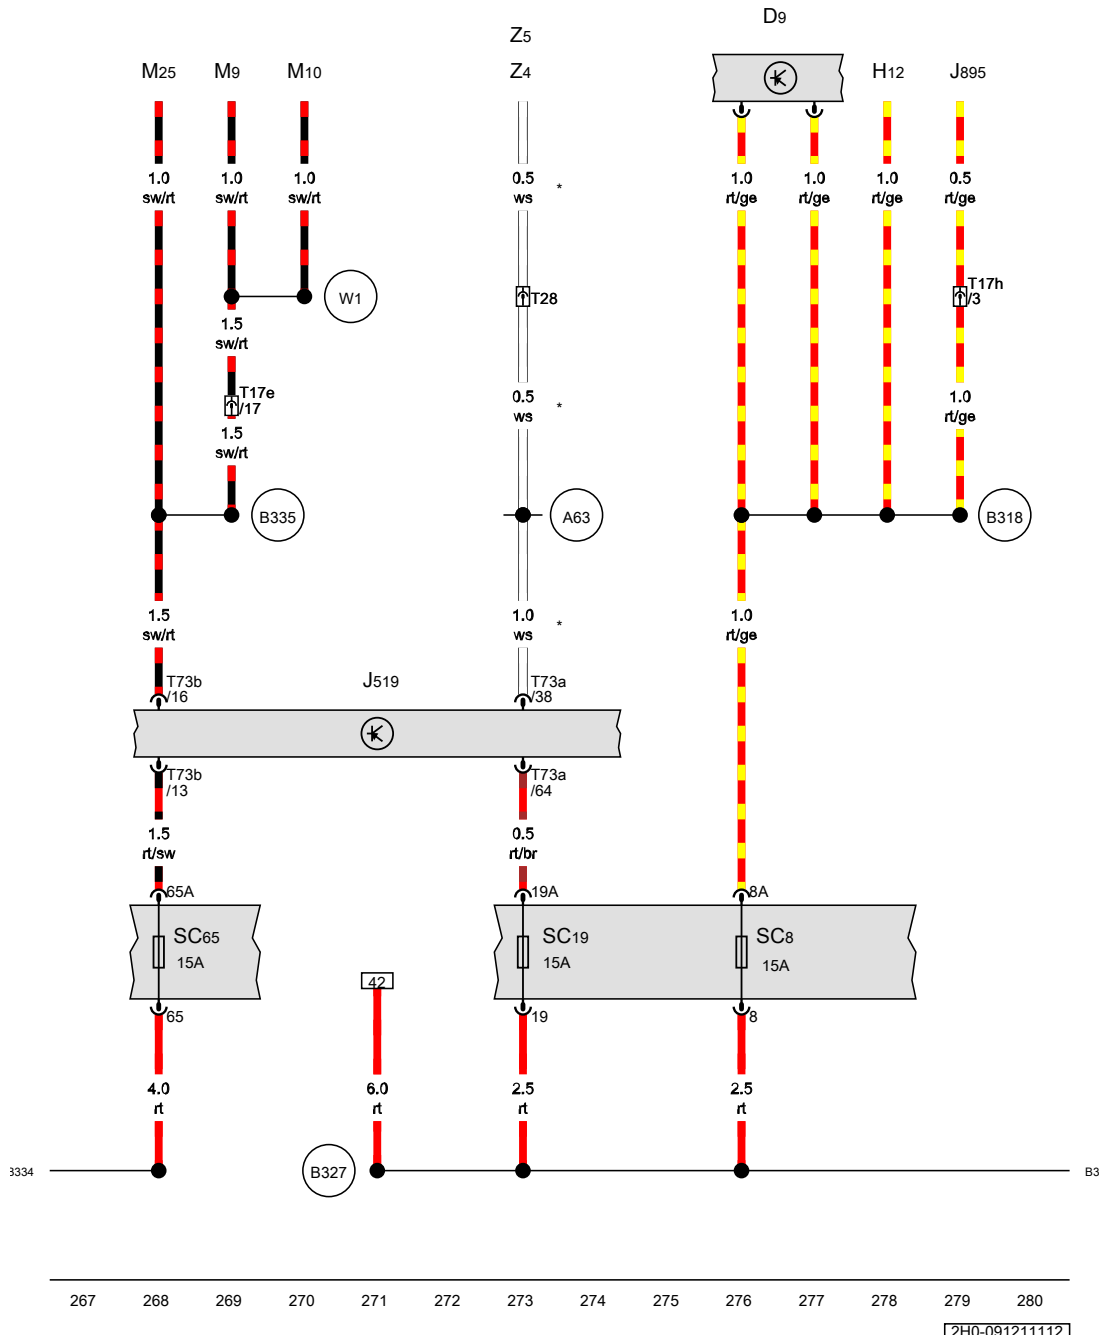 D9
Z5
M25 M9 M10 Z4 H12 J895
1.0 1.0 1.0 0.5 * 1.0 1.0 1.0 0.5
sw/rt sw/rt sw/rt ws rt/ge rt/ge rt/ge rt/ge
W1 T28 T17h
/3
1.5
sw/rt
T17e
/17
0.5 * 1.0
ws rt/ge
1.5
sw/rt
B335 A63 B318
1.5 1.0 * 1.0
sw/rt ws rt/ge
T73b J519 T73a
/16 /38
T73b T73a
/13 /64
1.5 0.5
rt/sw rt/br
65A 19A 8A
SC65 SC19 SC8
15A 15A 15A
42
65 19 8
4.0 6.0 2.5 2.5
rt rt rt rt
B327
267 268 269 270 271 272 273 274 275 276 277 278 279 280
2H0-091211112